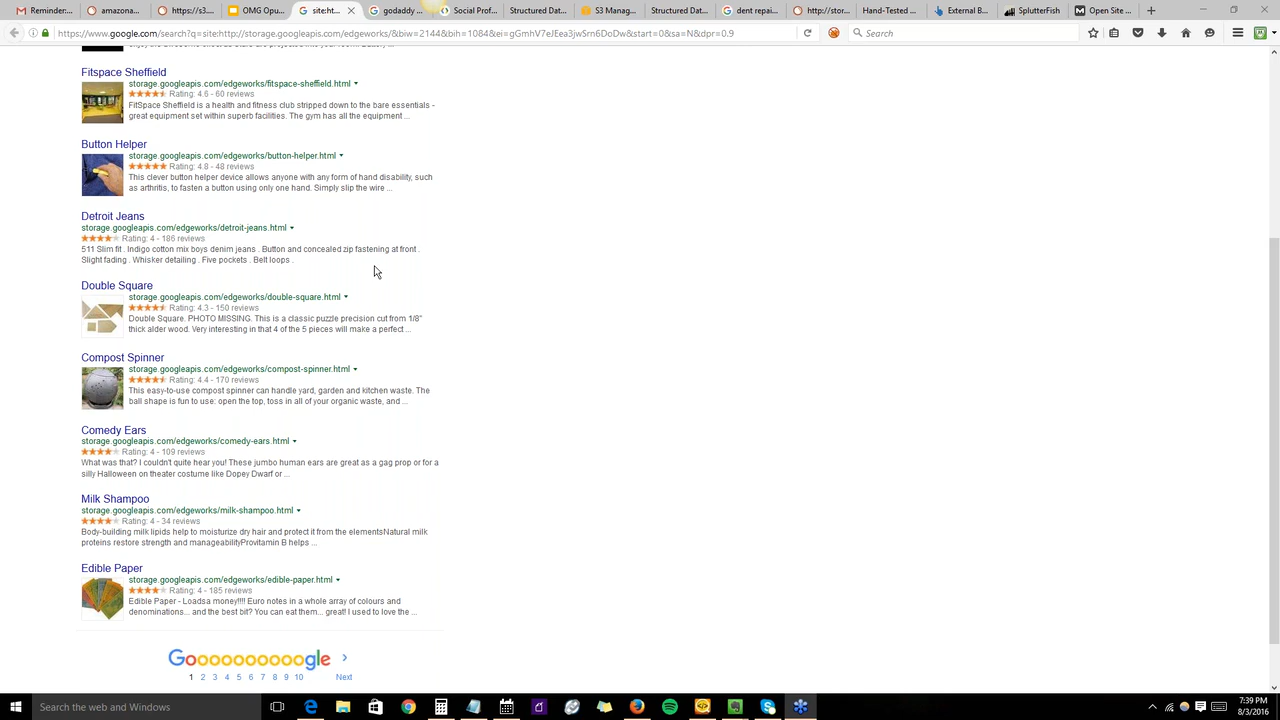 Reminder:
amazonia
Edit Page
godaddy
Social Prof
Structured Dat
S3 Manag
Structured Dat
dent repai
http://stor
Hand-Tested
External B
SplutterFish
Open Site
https://www.google.com/search?q=site:http://storage.googleapis.com/edgeworks/&biw=2144&bih=1084&ei=gGmhV7eJEea3jwSrn6DoDw&start=0&sa=N&dpr=0.9
Search
Fitspace Sheffield
storage.googleapis.com/edgeworks/fitspace-sheffield.html
Rating: 4.6 - 60 reviews
FitSpace Sheffield is a health and fitness club stripped down to the bare essentials -
great equipment set within superb facilities. The gym has all the equipment ...
Button Helper
storage.googleapis.com/edgeworks/button-helper.html
Rating: 4.8 - 48 reviews
This clever button helper device allows anyone with any form of hand disability, such
as arthritis, to fasten a button using only one hand. Simply slip the wire ...
Detroit Jeans
storage.googleapis.com/edgeworks/detroit-jeans.html
Rating: 4 - 186 reviews
511 Slim fit . Indigo cotton mix boys denim jeans . Button and concealed zip fastening at front .
Slight fading . Whisker detailing . Five pockets . Belt loops .
Double Square
storage.googleapis.com/edgeworks/double-square.html
Rating: 4.3 - 150 reviews
Double Square. PHOTO MISSING. This is a classic puzzle precision cut from 1/8"
thick alder wood. Very interesting in that 4 of the 5 pieces will make a perfect ...
Compost Spinner
storage.googleapis.com/edgeworks/compost-spinner.html
Rating: 4.4 - 170 reviews
This easy-to-use compost spinner can handle yard, garden and kitchen waste. The
ball shape is fun to use: open the top, toss in all of your organic waste, and ...
Comedy Ears
storage.googleapis.com/edgeworks/comedy-ears.html
Rating: 4 - 109 reviews
What was that? I couldn't quite hear you! These jumbo human ears are great as a gag prop or for a
silly Halloween on theater costume like Dopey Dwarf or ...
Milk Shampoo
storage.googleapis.com/edgeworks/milk-shampoo.html
Rating: 4 - 34 reviews
Body-building milk lipids help to moisturize dry hair and protect it from the elementsNatural milk
proteins restore strength and manageabilityProvitamin B helps ...
Edible Paper
storage.googleapis.com/edgeworks/edible-paper.html
Rating: 4 - 185 reviews
Edible Paper - Loadsa money!!!! Euro notes in a whole array of colours and
denominations... and the best bit? You can eat them... great! I used to love the ...
Goooooooooogle
1 2 3 4 5 6 7 8 9 10 Next
Search the web and Windows
7:39 PM
8/3/2016